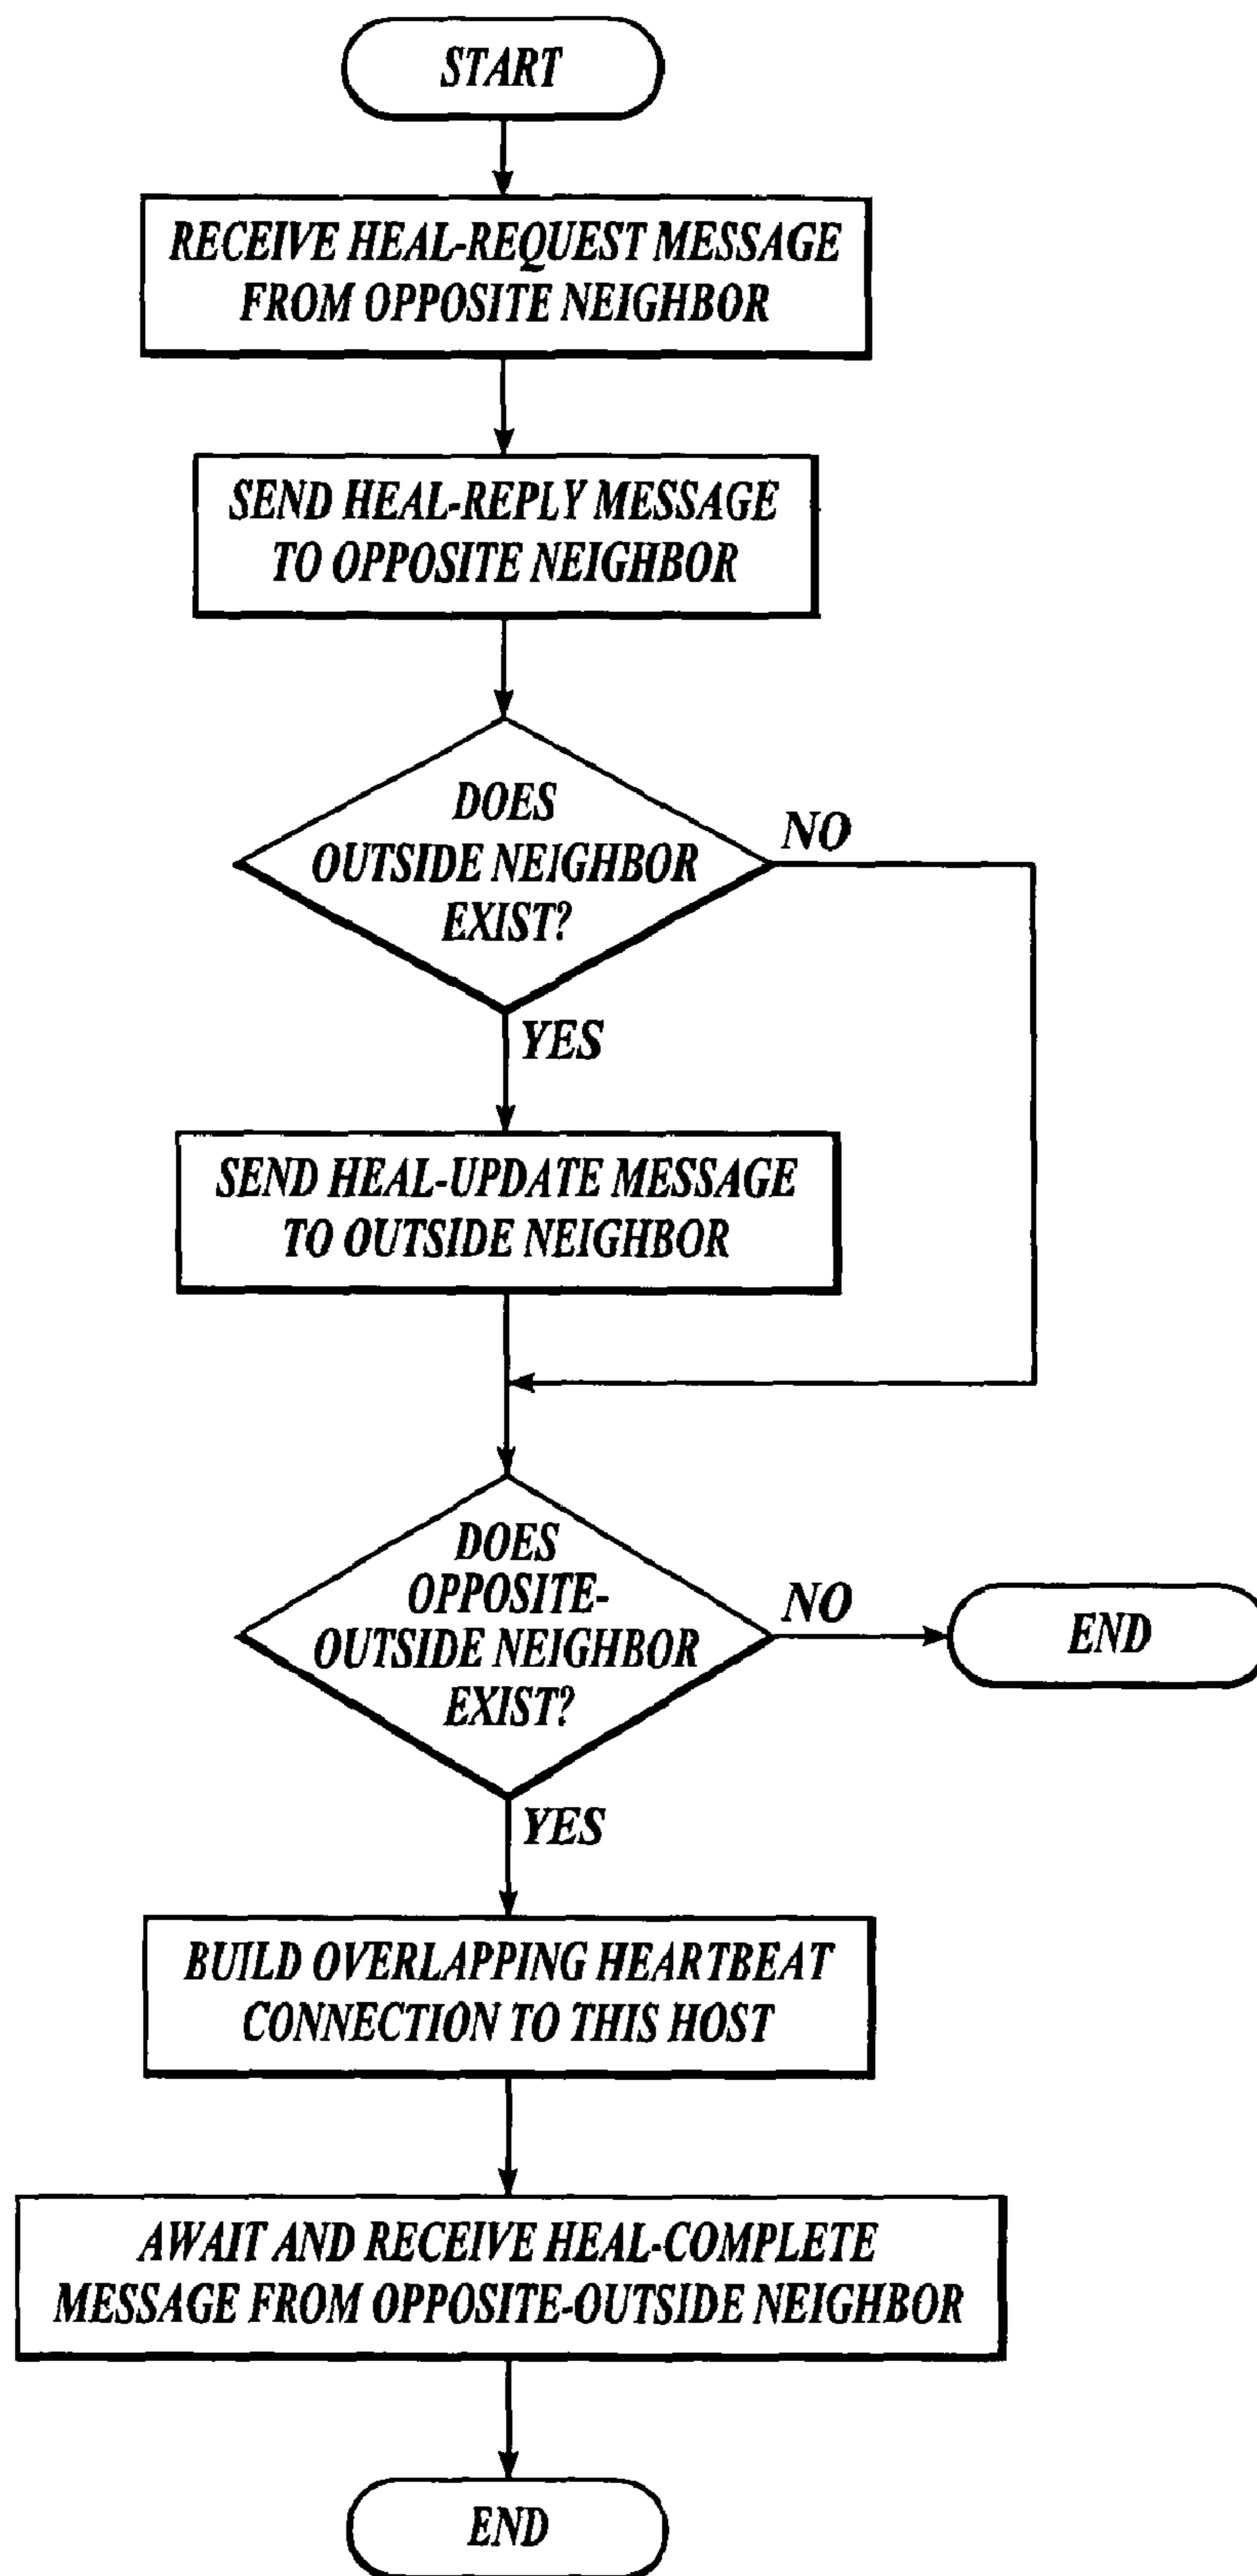 START
RECEIVE HEAL-REQUEST MESSAGE
FROM OPPOSITE NEIGHBOR
SEND HEAL-REPLY MESSAGE
TO OPPOSITE NEIGHBOR
DOES
OUTSIDE NEIGHBOR
EXIST?
NO
YES
SEND HEAL-UPDATE MESSAGE
TO OUTSIDE NEIGHBOR
DOES
OPPOSITE-
OUTSIDE NEIGHBOR
EXIST?
NO
END
YES
BUILD OVERLAPPING HEARTBEAT
CONNECTION TO THIS HOST
AWAIT AND RECEIVE HEAL-COMPLETE
MESSAGE FROM OPPOSITE-OUTSIDE NEIGHBOR
END